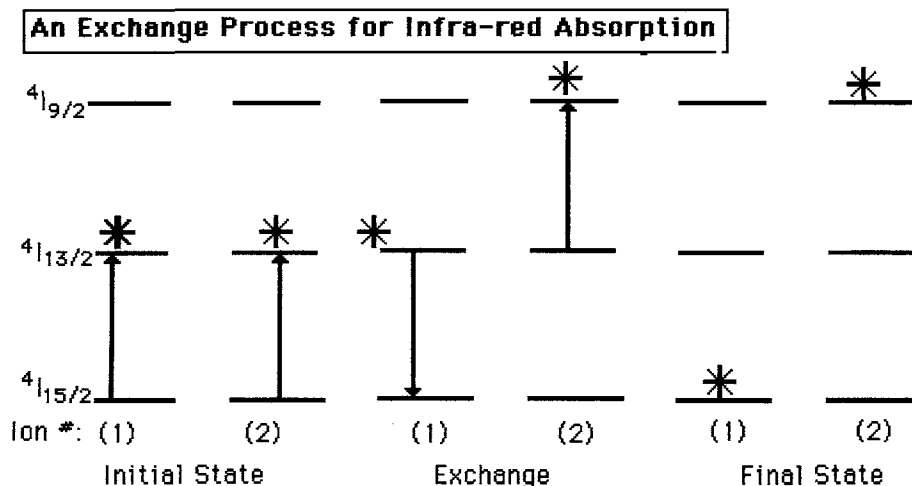 An Exchange Process for Infra-red Absorption
4I9/2
4I13/2
4I15/2
Ion #: (1) (2) (1) (2) (1) (2)
Initial State Exchange Final State